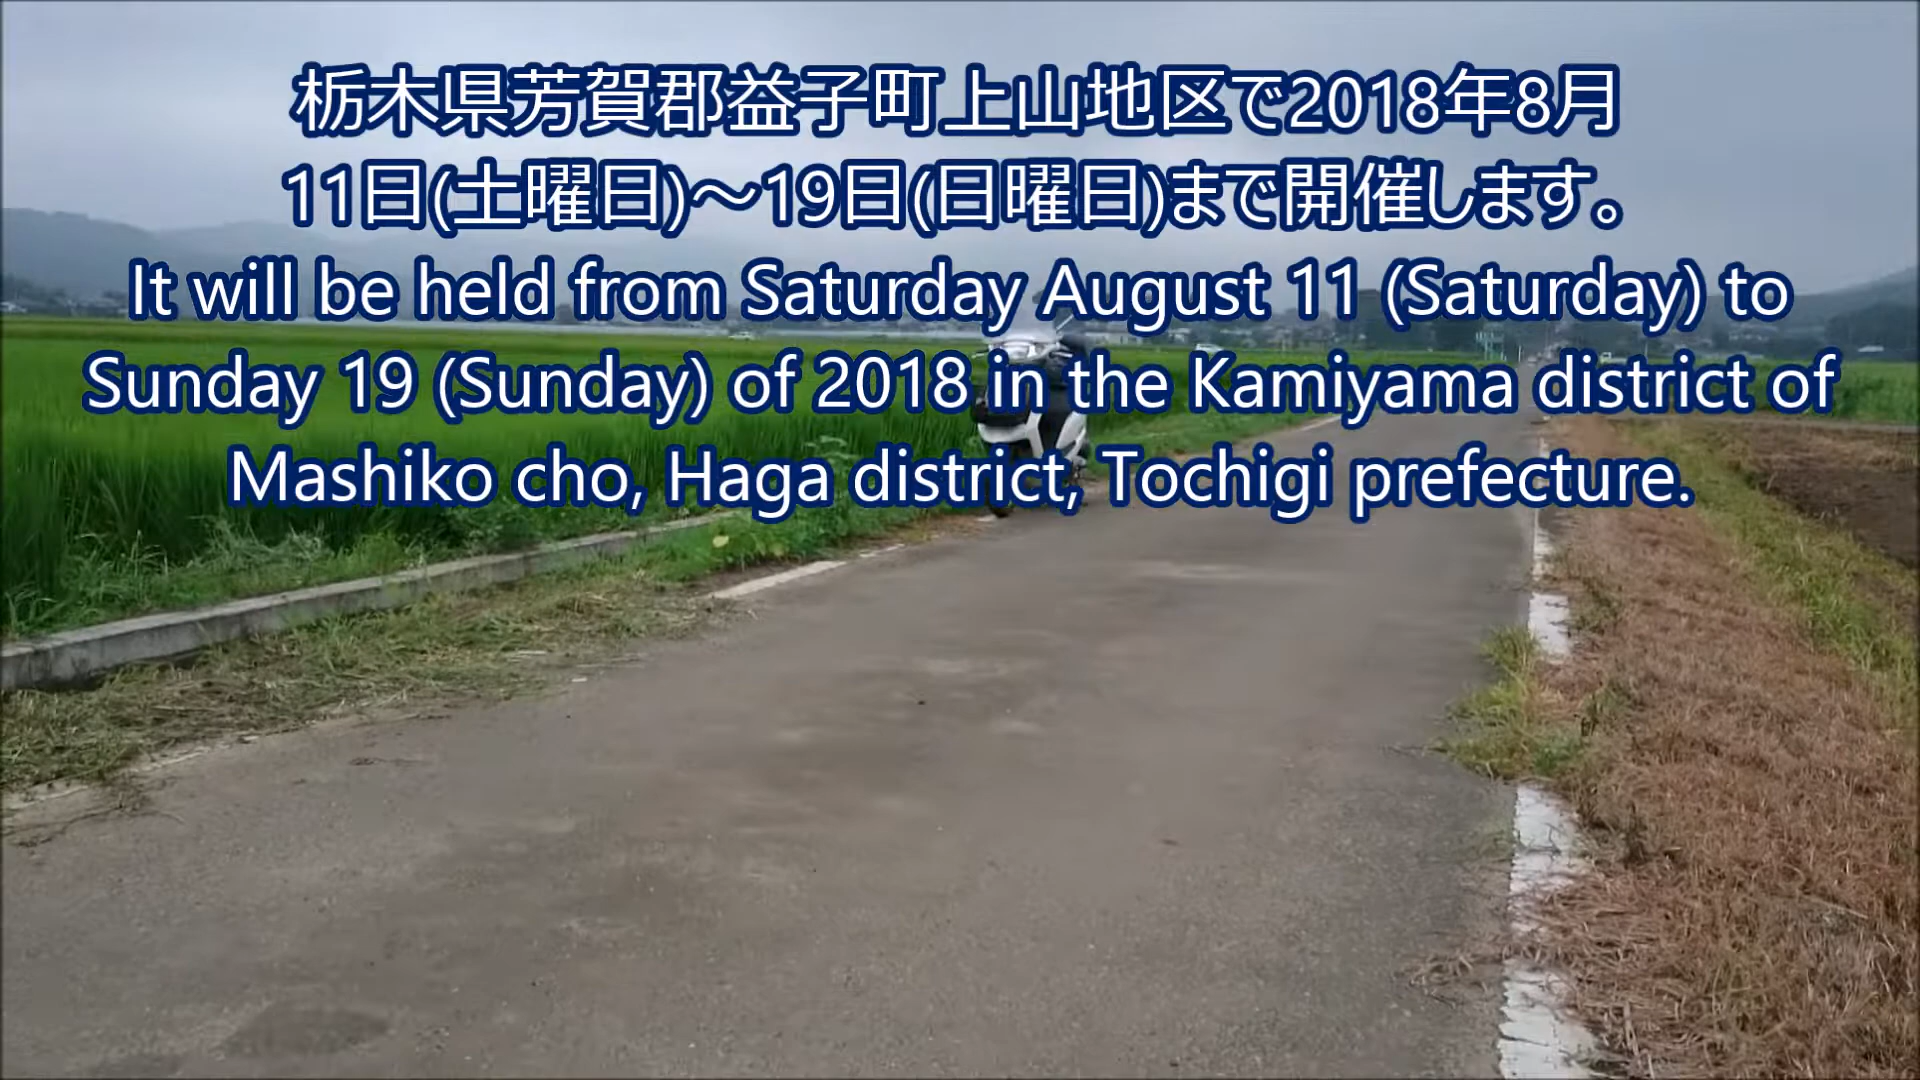 栃木県芳賀郡益子町上山地区で2018年8月
11日(土曜日)～19日(日曜日)まで開催します。
It will be held from Saturday August 11 (Saturday) to
Sunday 19 (Sunday) of 2018 in the Kamiyama district of
Mashiko cho, Haga district, Tochigi prefecture.